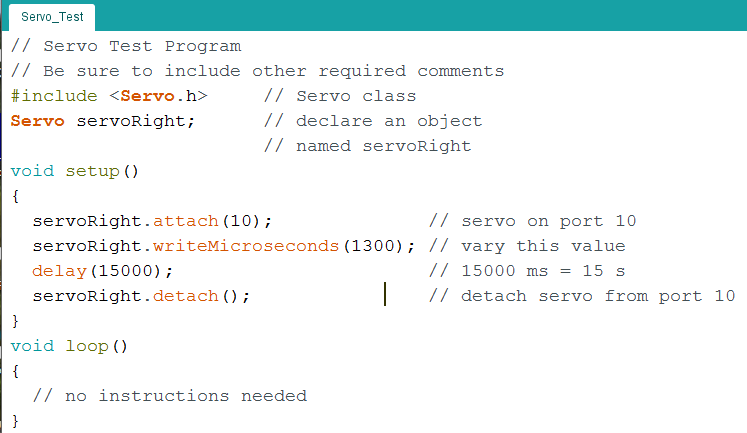 Servo_Test
// Servo Test Program
// Be sure to include other required comments
#include <Servo.h>     // Servo class
Servo servoRight;      // declare an object
                       // named servoRight
void setup()
{
  servoRight.attach(10);              // servo on port 10
  servoRight.writeMicroseconds(1300); // vary this value
  delay(15000);                       // 15000 ms = 15 s
  servoRight.detach();                // detach servo from port 10
}
void loop()
{
  // no instructions needed
}